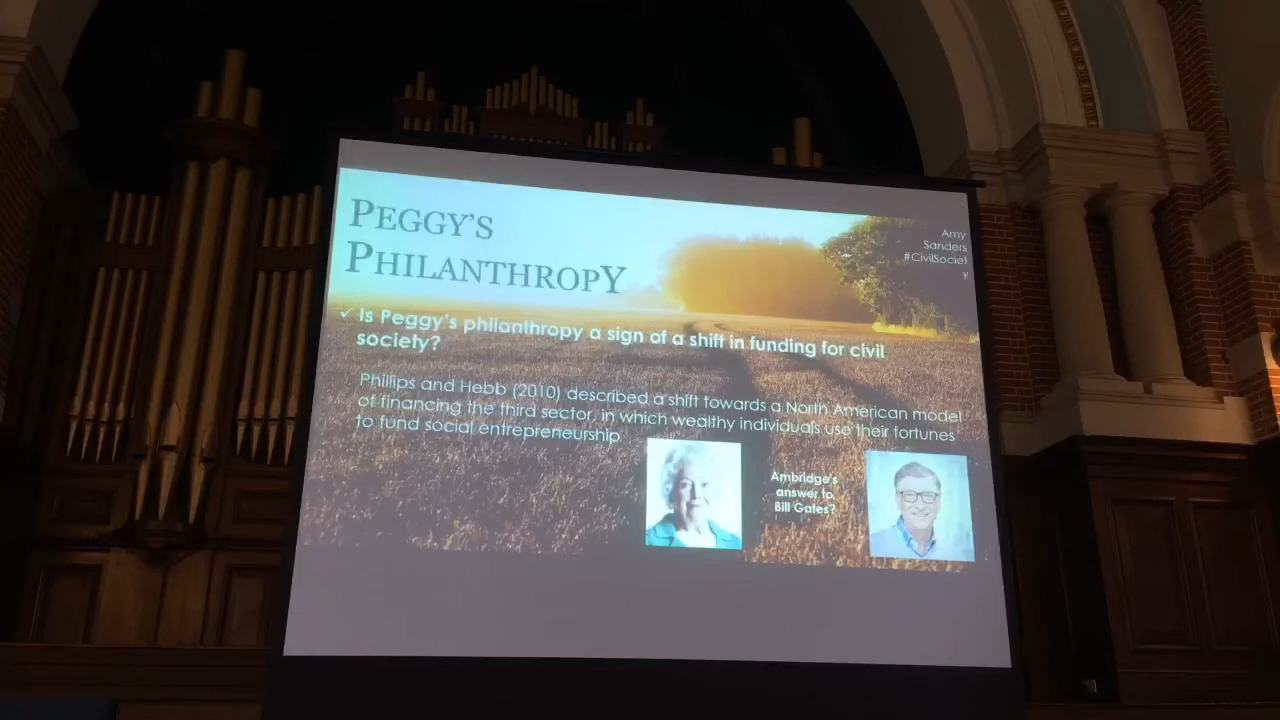 PEGGY'S
PHILANTHROPY
Amy
Sanders
#CivilSociet
y
✓ Is Peggy's philanthropy a sign of a shift in funding for civil
society?
Phillips and Hebb (2010) described a shift towards a North American model
of financing the third sector, in which wealthy individuals use their fortunes
to fund social entrepreneurship
Ambridge's
answer to
Bill Gates?